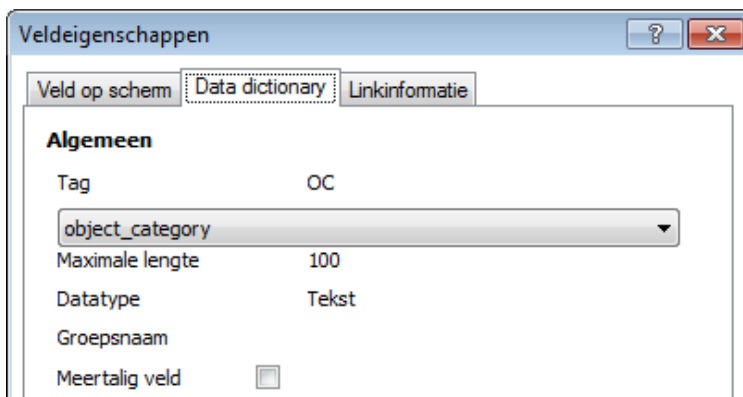 Veldeigenschappen
Veld op scherm Data dictionary Linkinformatie
Algemeen
Tag OC
object_category
Maximale lengte 100
Datatype Tekst
Groepsnaam
Meertalig veld